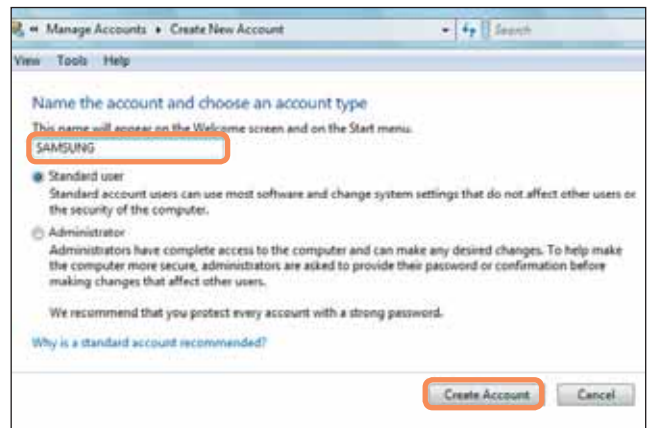 Manage Accounts ▸ Create New Account
Search
View Tools Help
Name the account and choose an account type
This name will appear on the Welcome screen and on the Start menu.
SAMSUNG
Standard user
Standard account users can use most software and change system settings that do not affect other users or
the security of the computer.
Administrator
Administrators have complete access to the computer and can make any desired changes. To help make
the computer more secure, administrators are asked to provide their password or confirmation before
making changes that affect other users.
We recommend that you protect every account with a strong password.
Why is a standard account recommended?
Create Account
Cancel